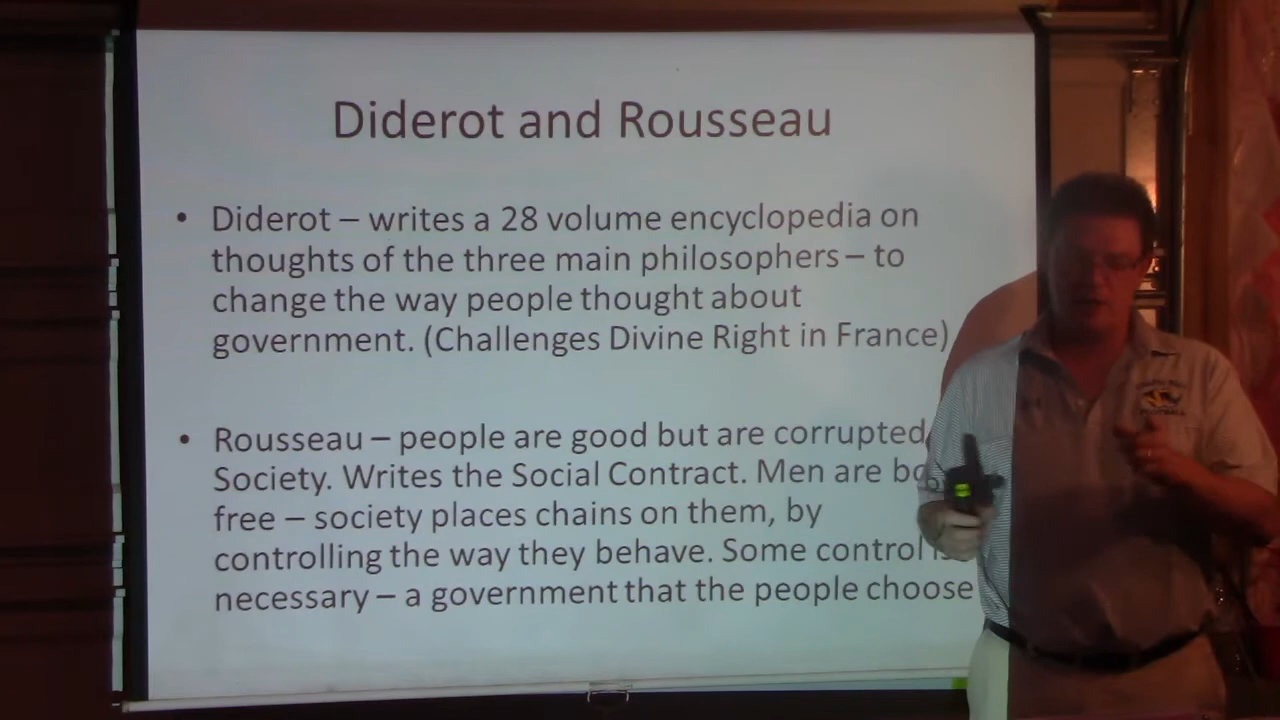 Diderot and Rousseau
• Diderot – writes a 28 volume encyclopedia on
thoughts of the three main philosophers – to
change the way people thought about
government. (Challenges Divine Right in France)
• Rousseau – people are good but are corrupted
Society. Writes the Social Contract. Men are
free – society places chains on them, by
controlling the way they behave. Some control
necessary – a government that the people choose
FOOTBALL